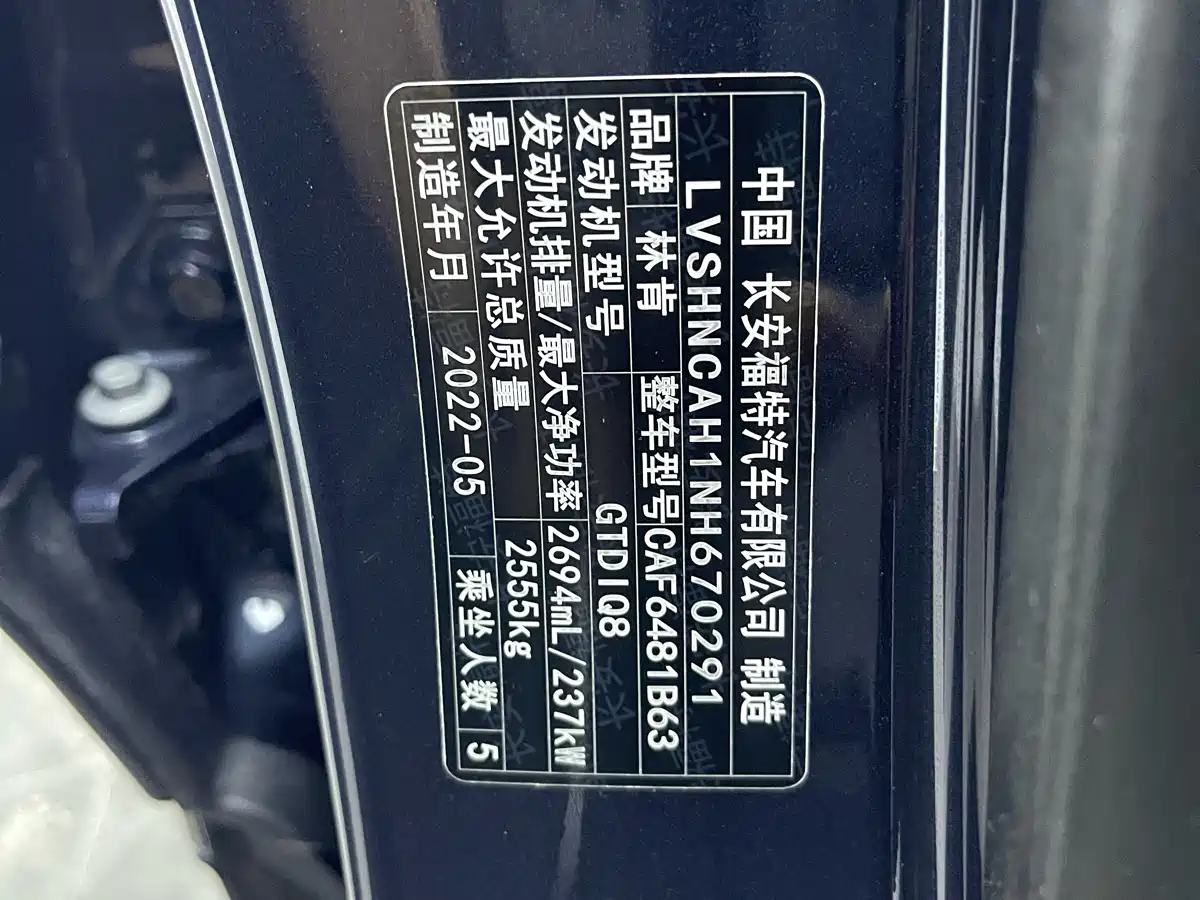 中国 长安福特汽车有限公司 制造
LVSHNCAH1NH670291
品牌 林肯 整车型号 CAF6481B63
发动机型号 GTDIQ8
发动机排量/最大净功率 2694mL/237kW
最大允许总质量 2555kg
制造年月 2022-05 乘坐人数 5